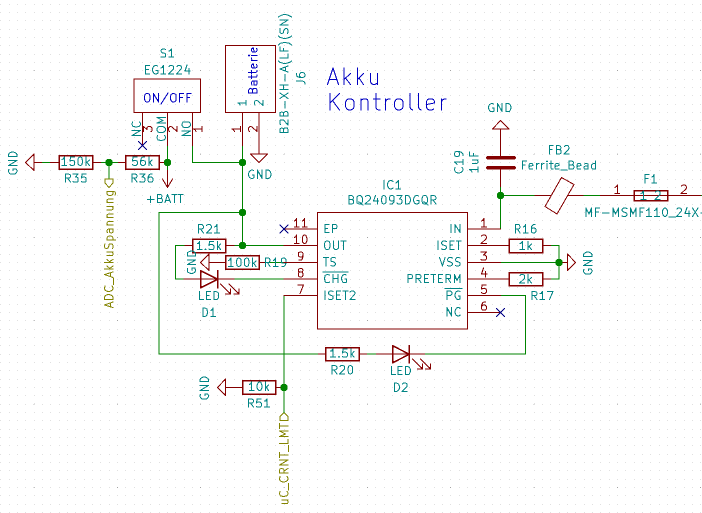 S1
EG1224
ON/OFF
NC
3
COM
2
NO
1
Batterie
1
2
1
2
J6
B2B-XH-A(LF)(SN)
GND
Akku
Kontroller
GND
150k
R35
56k
R36
+BATT
ADC_AkkuSpannung
GND
C19
1uF
FB2
Ferrite_Bead
F1
1
1 2
2
MF-MSMF110_24X-
IC1
BQ24093DGQR
11
EP
10
OUT
9
TS
8
CHG
7
ISET2
IN
1
ISET
2
VSS
3
PRETERM
4
PG
5
NC
6
R21
1.5k
GND
100k
R19
LED
D1
R16
1k
2k
R17
GND
1.5k
R20
LED
D2
GND
10k
R51
uC_CRNT_LMTD